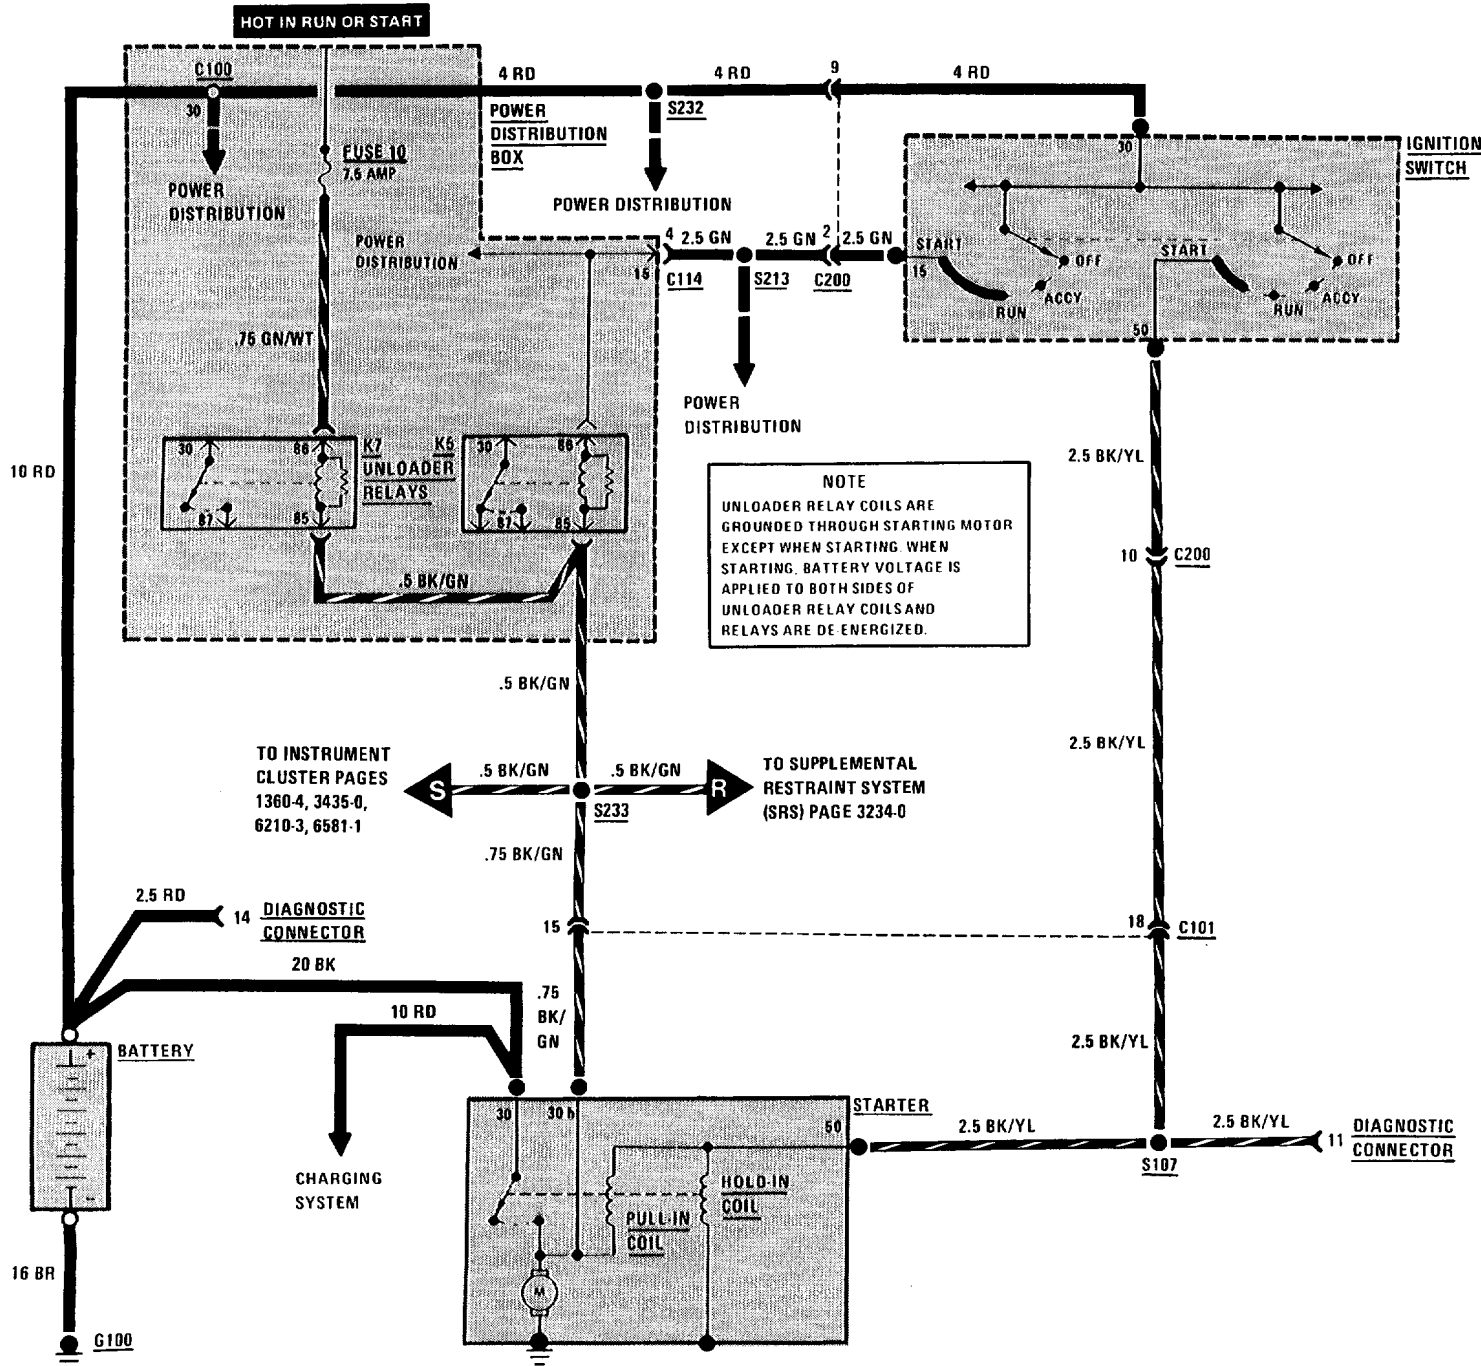 HOT IN RUN OR START
C100
30
POWER
DISTRIBUTION
4 RD
POWER
DISTRIBUTION
BOX
S232
4 RD
9
4 RD
POWER DISTRIBUTION
FUSE 10
7.5 AMP
IGNITION
SWITCH
30
START
15
OFF
ACCY
RUN
START
OFF
ACCY
RUN
50
POWER
DISTRIBUTION
15
4
2.5 GN
C114
S213
2.5 GN
2
C200
2.5 GN
POWER
DISTRIBUTION
.75 GN/WT
10 RD
30
86
87
85
K7
UNLOADER
RELAYS
K6
30
86
87
85
.5 BK/GN
NOTE
UNLOADER RELAY COILS ARE
GROUNDED THROUGH STARTING MOTOR
EXCEPT WHEN STARTING. WHEN
STARTING, BATTERY VOLTAGE IS
APPLIED TO BOTH SIDES OF
UNLOADER RELAY COILS AND
RELAYS ARE DE-ENERGIZED.
2.5 BK/YL
10
C200
.5 BK/GN
2.5 BK/YL
TO INSTRUMENT
CLUSTER PAGES
1360-4, 3435-0,
6210-3, 6581-1
S
.5 BK/GN
.5 BK/GN
R
S233
TO SUPPLEMENTAL
RESTRAINT SYSTEM
(SRS) PAGE 3234-0
.75 BK/GN
2.5 RD
14
DIAGNOSTIC
CONNECTOR
15
18
C101
20 BK
10 RD
.75
BK/
GN
2.5 BK/YL
BATTERY
+
-
CHARGING
SYSTEM
STARTER
30
30 h
50
HOLD-IN
COIL
PULL-IN
COIL
M
2.5 BK/YL
S107
2.5 BK/YL
11
DIAGNOSTIC
CONNECTOR
16 BR
G100